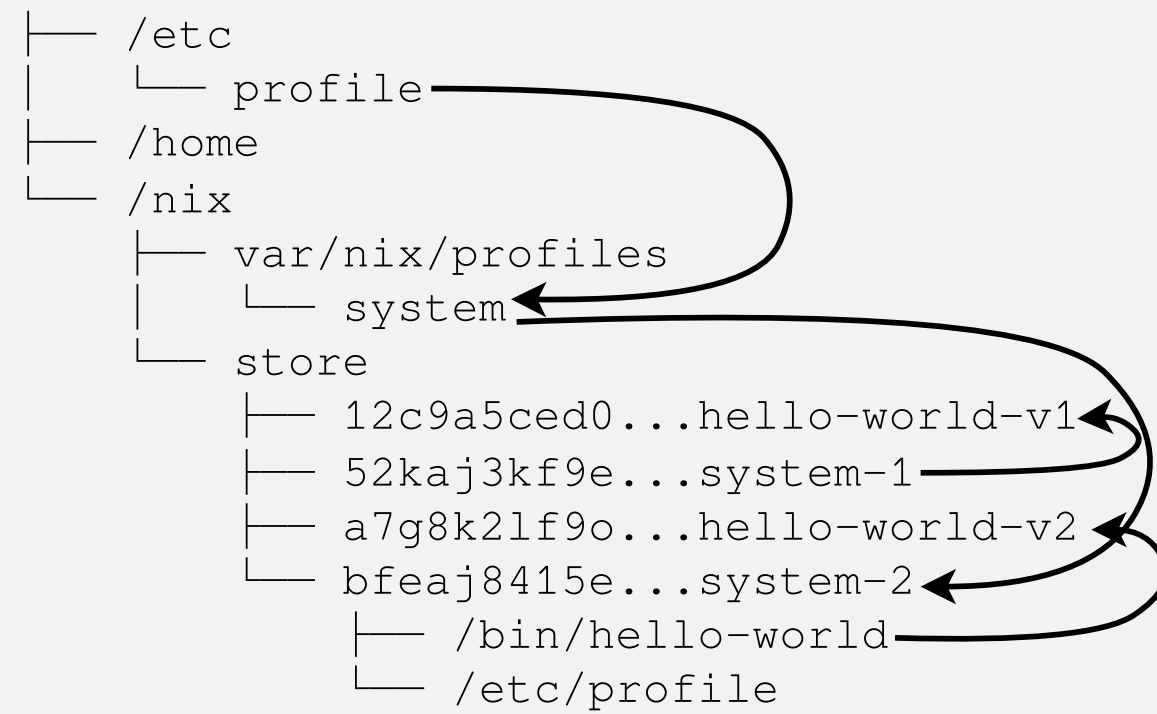 /etc
profile
/home
/nix
var/nix/profiles
system
store
12c9a5ced0...hello-world-v1
52kaj3kf9e...system-1
a7g8k2lf9o...hello-world-v2
bfeaj8415e...system-2
/bin/hello-world
/etc/profile